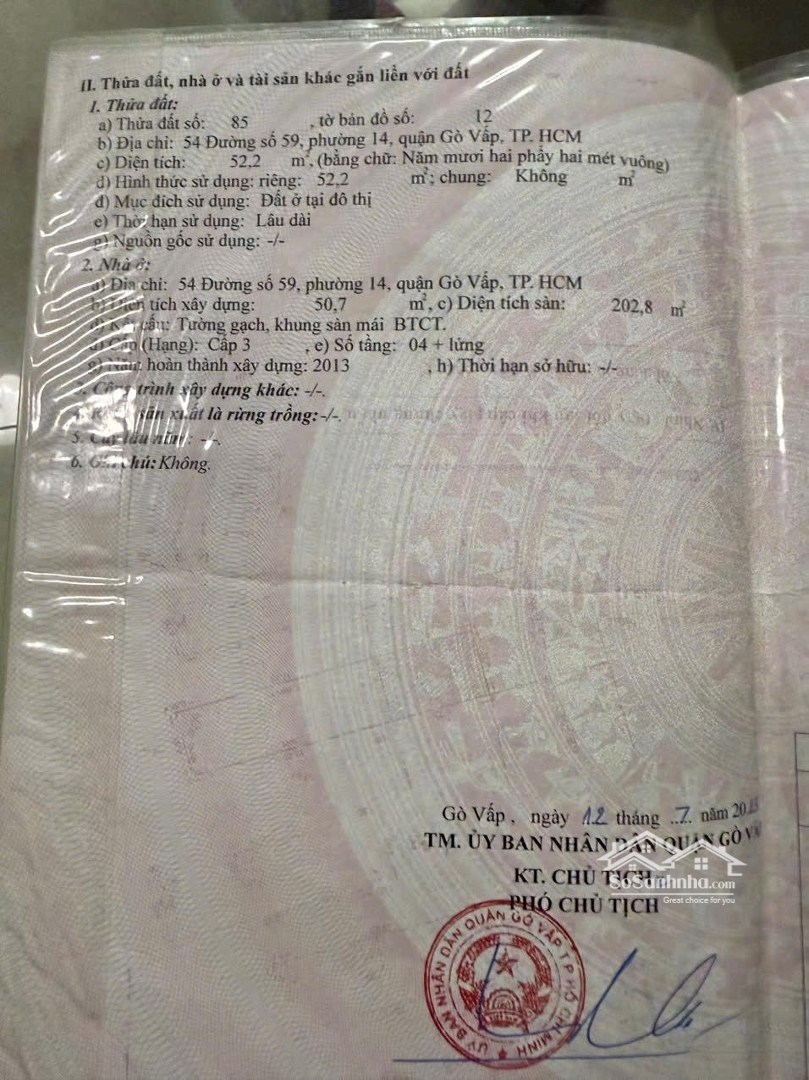 II. Thửa đất, nhà ở và tài sản khác gắn liền với đất
1. Thửa đất:
a) Thửa đất số: 85 , tờ bản đồ số: 12
b) Địa chỉ: 54 Đường số 59, phường 14, quận Gò Vấp, TP. HCM
c) Diện tích: 52,2 m², (bằng chữ: Năm mươi hai phẩy hai mét vuông)
d) Hình thức sử dụng: riêng: 52,2 m²; chung: Không m²
đ) Mục đích sử dụng: Đất ở tại đô thị
e) Thời hạn sử dụng: Lâu dài
g) Nguồn gốc sử dụng: -/-
2. Nhà ở:
a) Địa chỉ: 54 Đường số 59, phường 14, quận Gò Vấp, TP. HCM
b) Diện tích xây dựng: 50,7 m², c) Diện tích sàn: 202,8 m²
d) Kết cấu: Tường gạch, khung sàn mái BTCT.
đ) Cấp (Hạng): Cấp 3 , e) Số tầng: 04 + lửng
g) Năm hoàn thành xây dựng: 2013 , h) Thời hạn sở hữu: -/-
3. Công trình xây dựng khác: -/-.
4. Rừng sản xuất là rừng trồng: -/-.
5. Cây lâu năm: -/-.
6. Ghi chú: Không.
Gò Vấp, ngày 12 tháng .7. năm
TM. ỦY BAN NHÂN DÂN QUẬN GÒ
KT. CHỦ TỊCH
PHÓ CHỦ TỊCH
SoSanhnha.com
Great choice for you
ỦY BAN NHÂN DÂN QUẬN GÒ VẤP TP HỒ CHÍ MINH